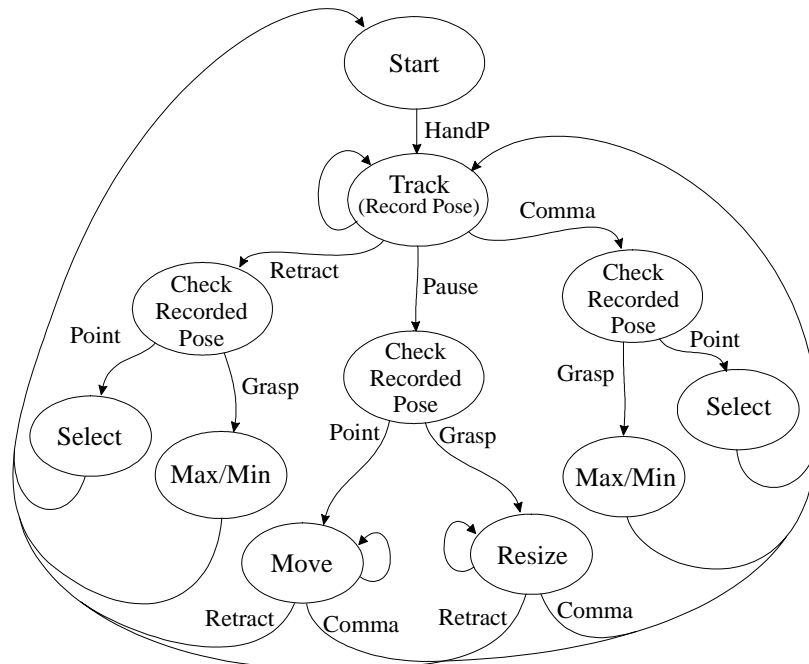 Start
HandP
Track
(Record Pose)
Comma
Retract
Check
Recorded
Pose
Pause
Check
Recorded
Pose
Point
Point
Check
Recorded
Pose
Grasp
Grasp
Select
Select
Point
Grasp
Max/Min
Max/Min
Move
Resize
Retract
Comma
Retract
Comma